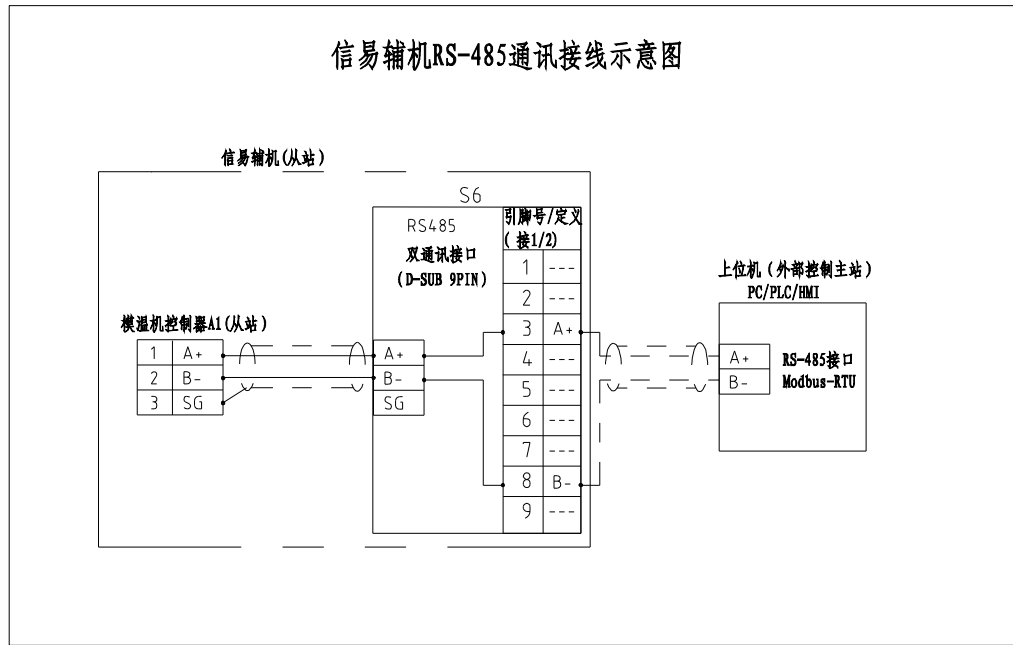 信易辅机RS-485通讯接线示意图
信易辅机(从站)
S6
RS485
双通讯接口
(D-SUB 9PIN)
引脚号/定义
(接1/2)
1 ---
2 ---
3 A+
4 ---
5 ---
6 ---
7 ---
8 B-
9 ---
模温机控制器A1(从站)
1 A+
2 B-
3 SG
A+
B-
SG
上位机(外部控制主站)
PC/PLC/HMI
A+
B-
RS-485接口
Modbus-RTU